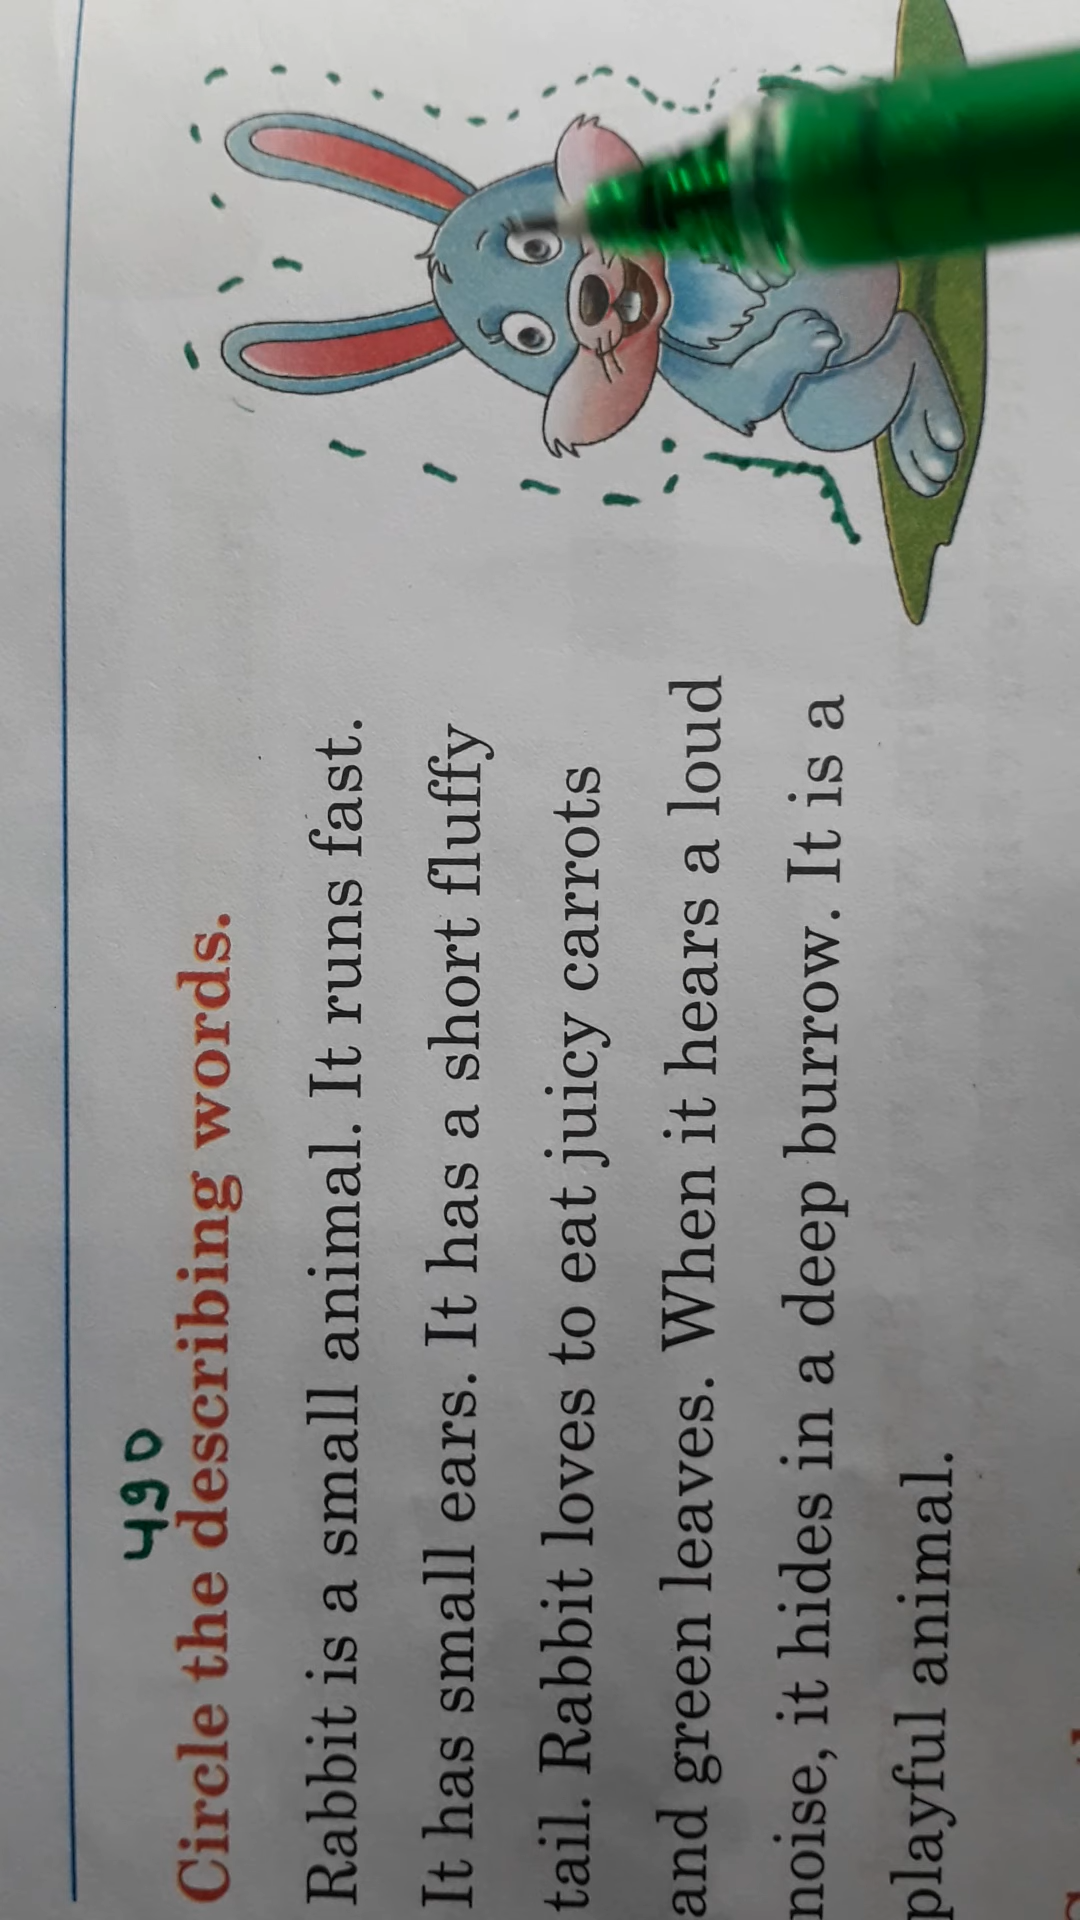 490
Circle the describing words.
Rabbit is a small animal. It runs fast.
It has small ears. It has a short fluffy
tail. Rabbit loves to eat juicy carrots
and green leaves. When it hears a loud
noise, it hides in a deep burrow. It is a
playful animal.